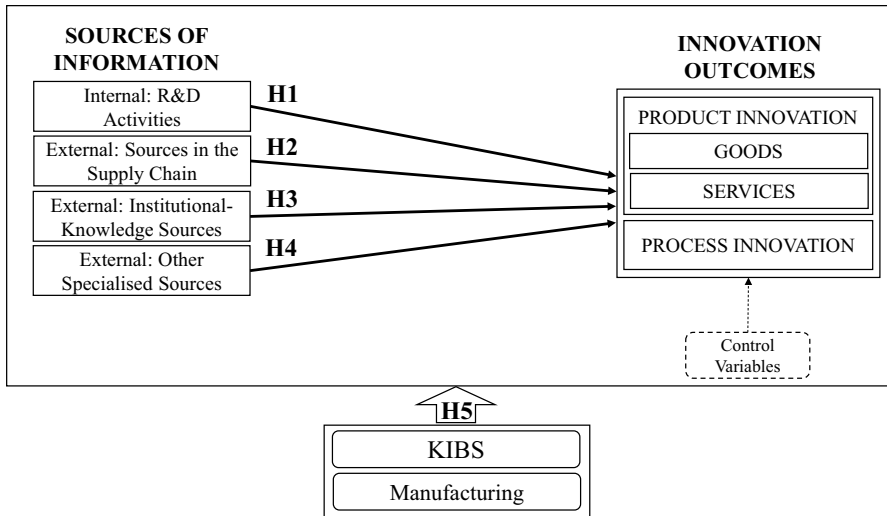 SOURCES OF
INFORMATION
Internal: R&D
Activities
External: Sources in the
Supply Chain
External: Institutional-
Knowledge Sources
External: Other
Specialised Sources
H1
H2
H3
H4
INNOVATION
OUTCOMES
PRODUCT INNOVATION
GOODS
SERVICES
PROCESS INNOVATION
Control
Variables
H5
KIBS
Manufacturing